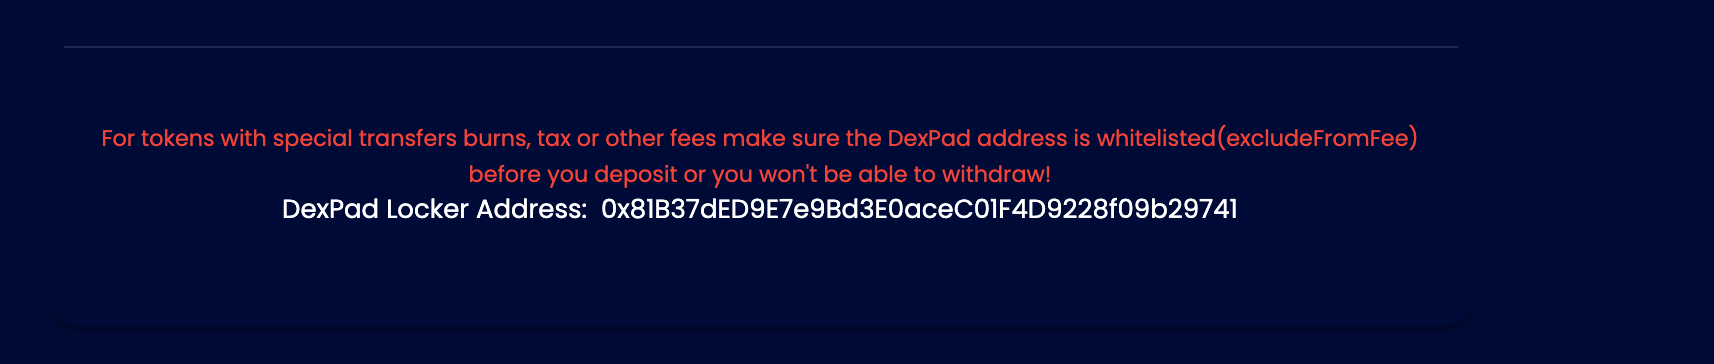 For tokens with special transfers burns, tax or other fees make sure the DexPad address is whitelisted(excludeFromFee)
before you deposit or you won't be able to withdraw!
DexPad Locker Address: 0x81B37dED9E7e9Bd3E0aceC01F4D9228f09b29741